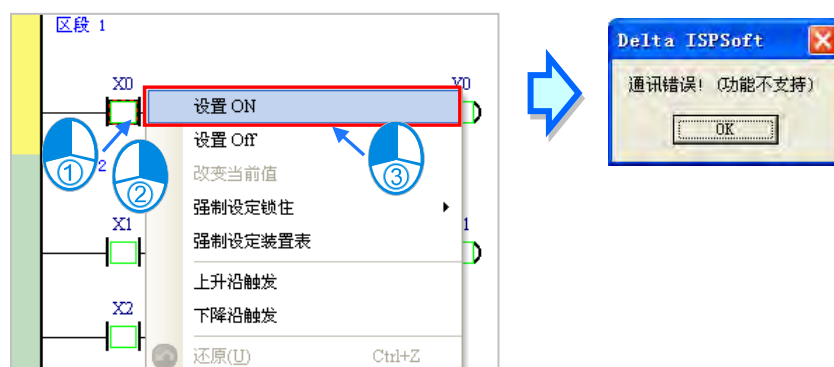 区段 1
X0
Y0
设置 ON
设置 Off
改变当前值
强制设定锁住
强制设定装置表
上升沿触发
下降沿触发
还原(U) Ctrl+Z
①
②
③
2
X1
1
X2
Delta ISPSoft
通讯错误! (功能不支持)
OK